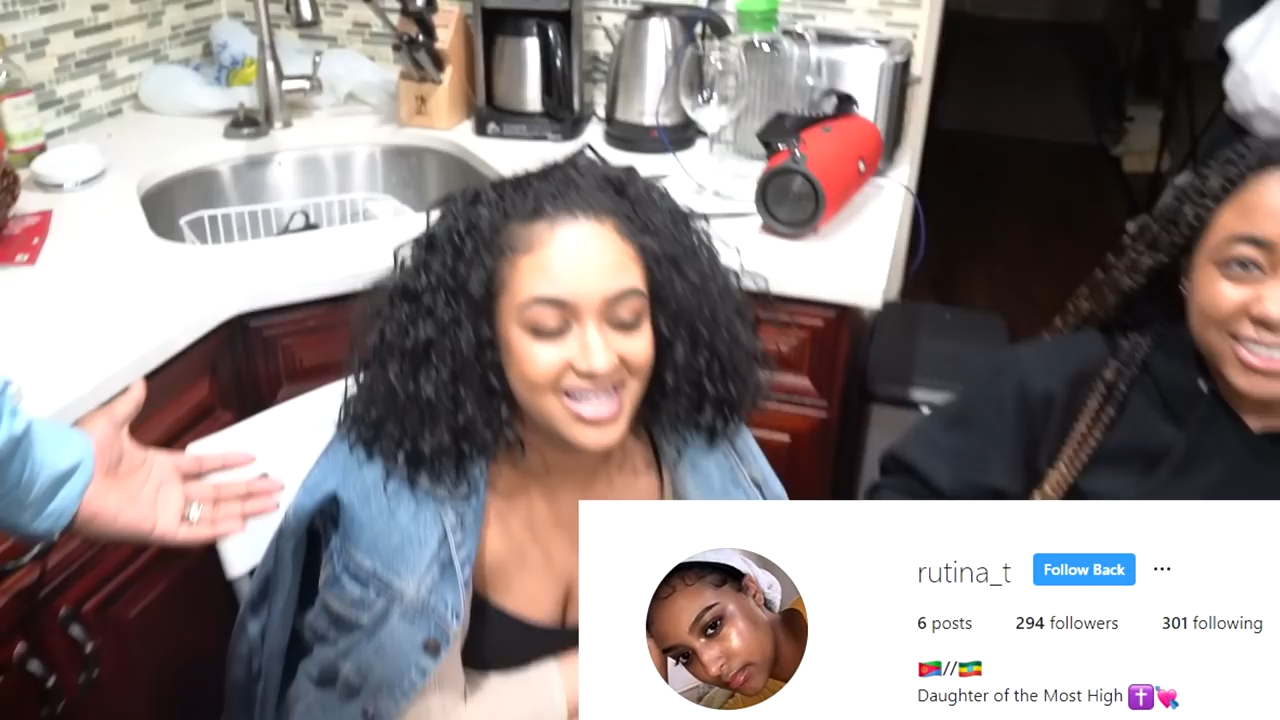 rutina_t Follow Back ...
6 posts 294 followers 301 following
🇪🇷//🇪🇹
Daughter of the Most High ✝️💘